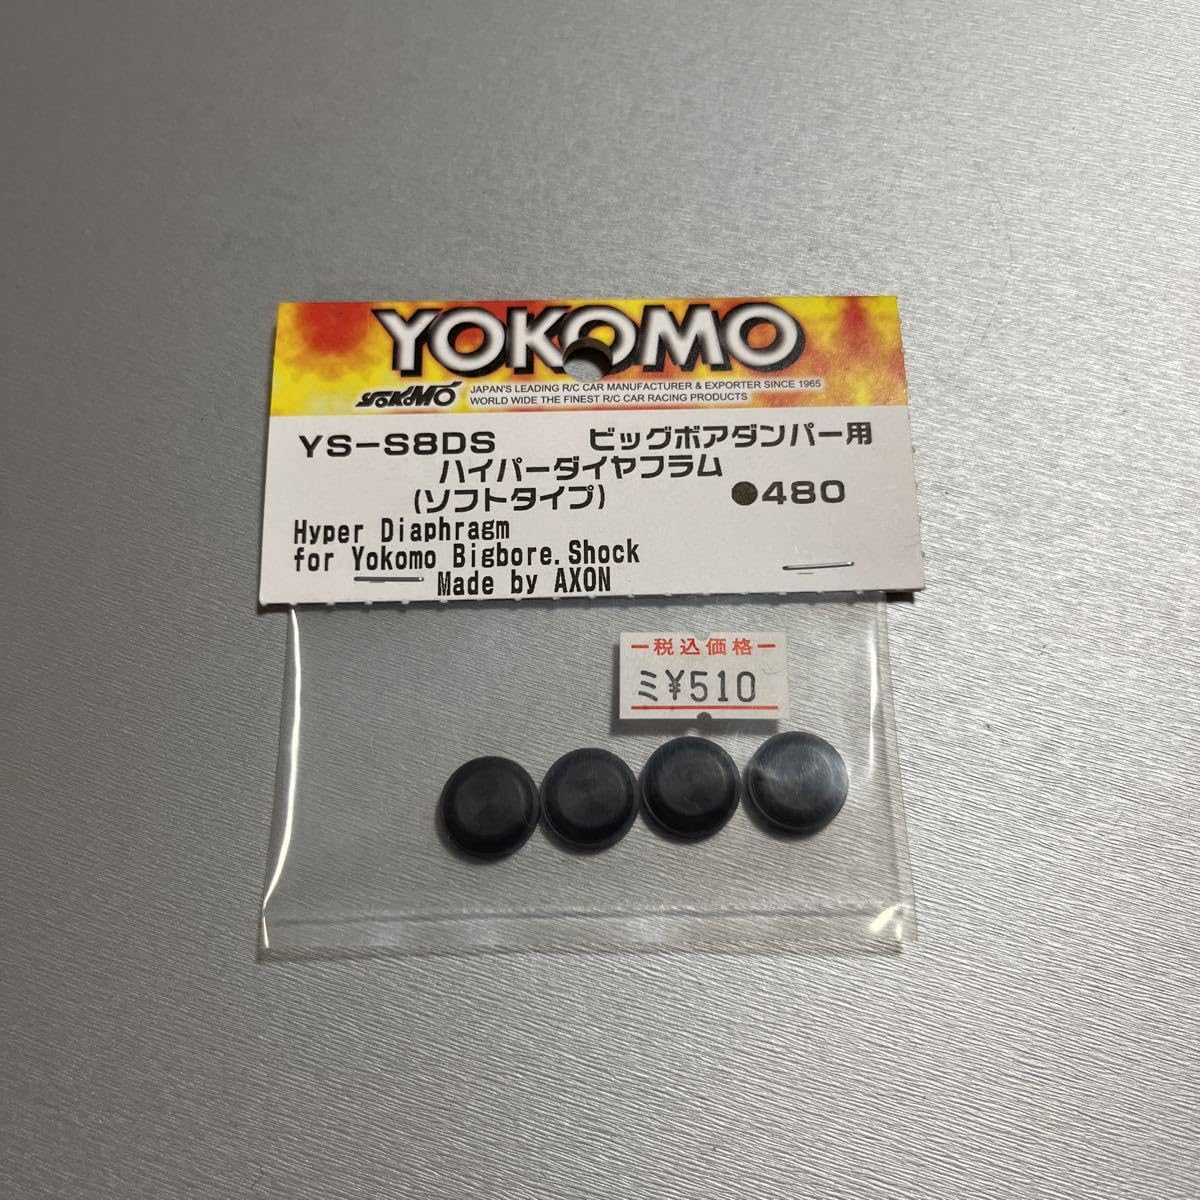 YOKOMO
YOKOMO JAPAN'S LEADING R/C CAR MANUFACTURER & EXPORTER SINCE 1965
WORLD WIDE THE FINEST R/C CAR RACING PRODUCTS
YS-S8DS ビッグボアダンパー用
ハイパーダイヤフラム
(ソフトタイプ) ●480
Hyper Diaphragm
for Yokomo Bigbore.Shock
Made by AXON
税込価格
ミ¥510